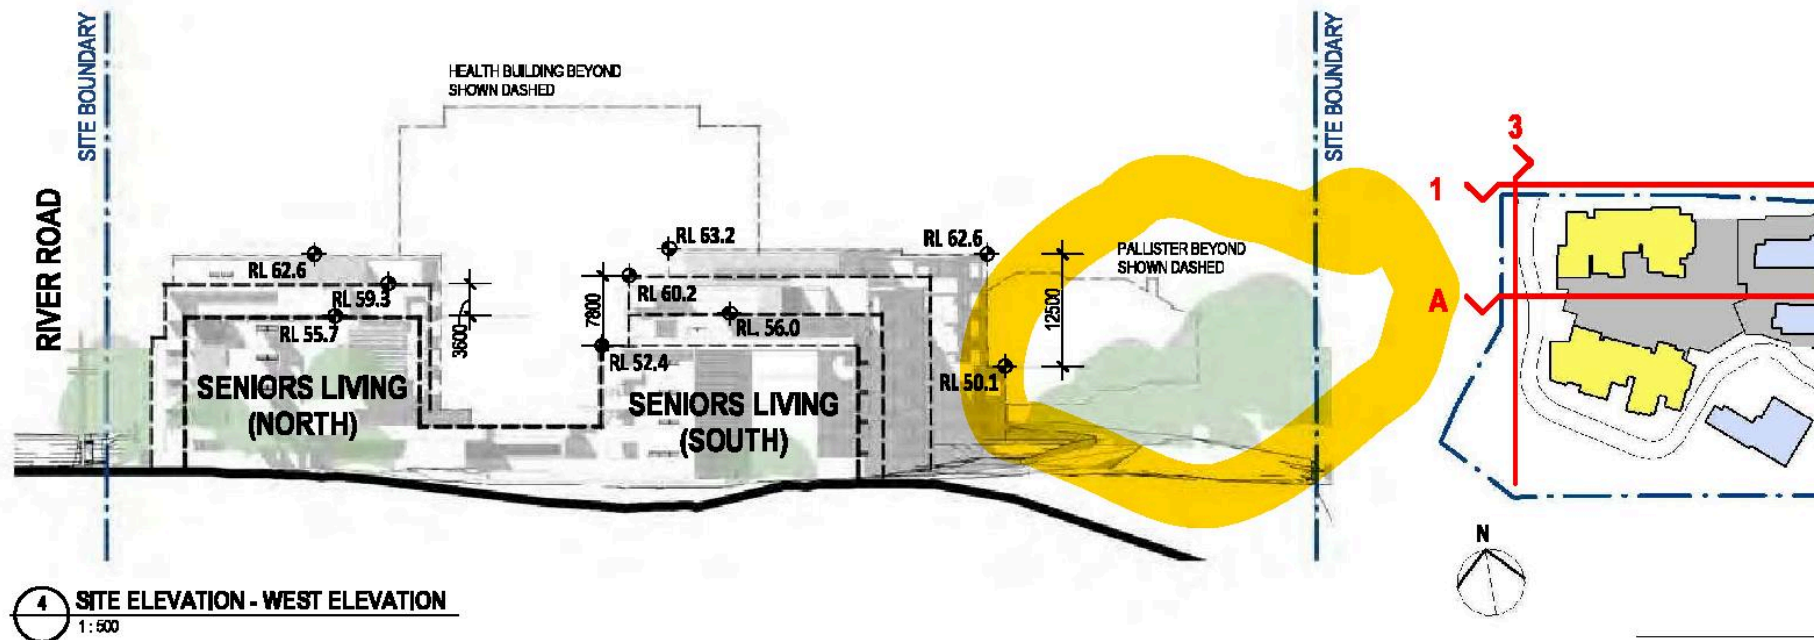 SITE BOUNDARY
HEALTH BUILDING BEYOND
SHOWN DASHED
SITE BOUNDARY
3
1
A
RIVER ROAD
RL 62.6
RL 59.3
RL 55.7
3600
RL 63.2
RL 60.2
7800
RL 56.0
RL 52.4
RL 62.6
PALLISTER BEYOND
SHOWN DASHED
12500
RL 50.1
SENIORS LIVING
(NORTH)
SENIORS LIVING
(SOUTH)
N
4
SITE ELEVATION - WEST ELEVATION
1 : 500